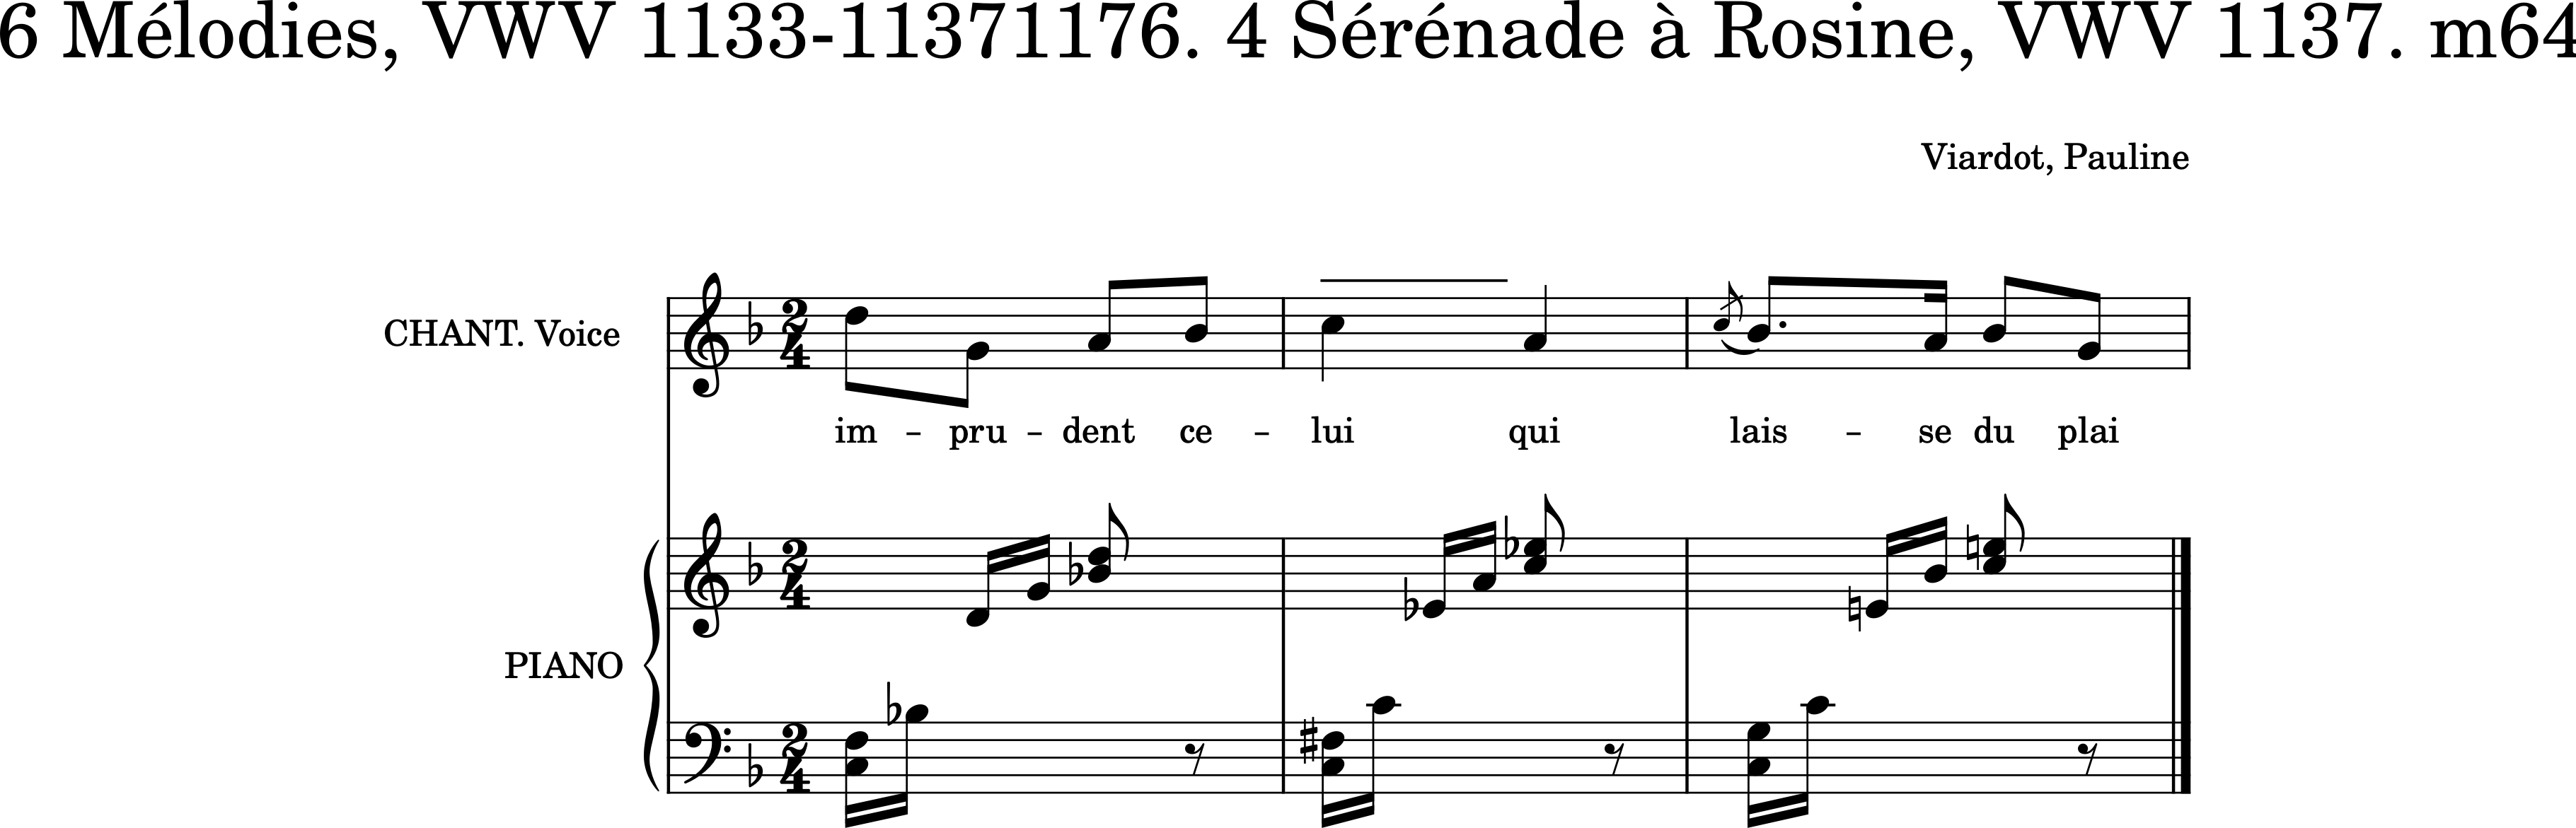 6 Mélodies, VWV 1133-11371176. 4 Sérénade à Rosine, VWV 1137. m64
Viardot, Pauline
CHANT. Voice
im - pru - dent ce - lui qui lais - se du plai
PIANO